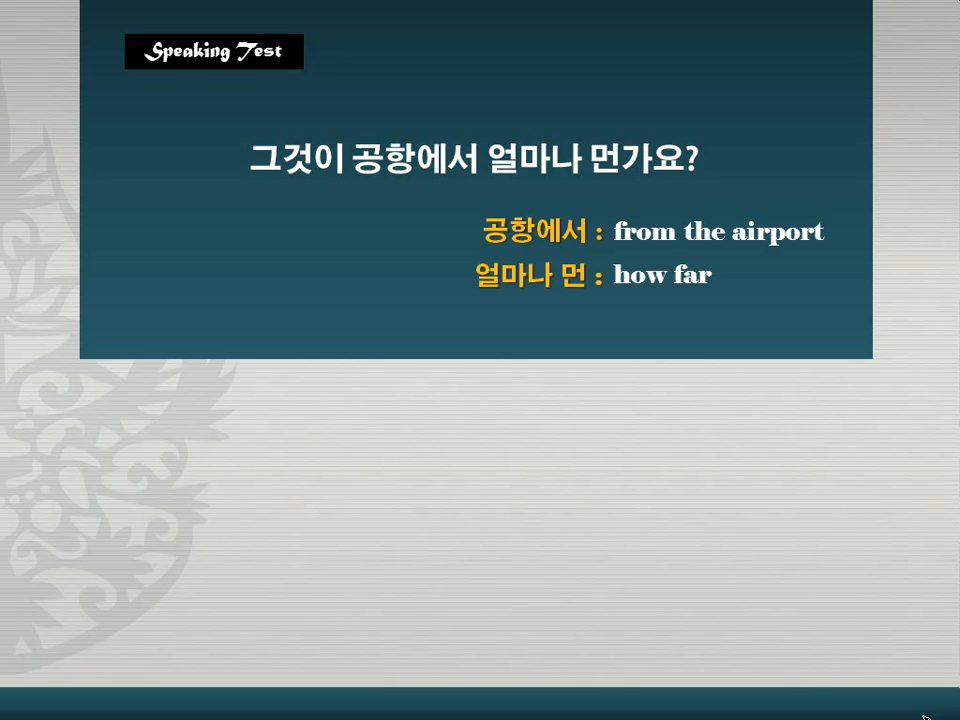 Speaking Test
그것이 공항에서 얼마나 먼가요?
공항에서 : from the airport
얼마나 먼 : how far